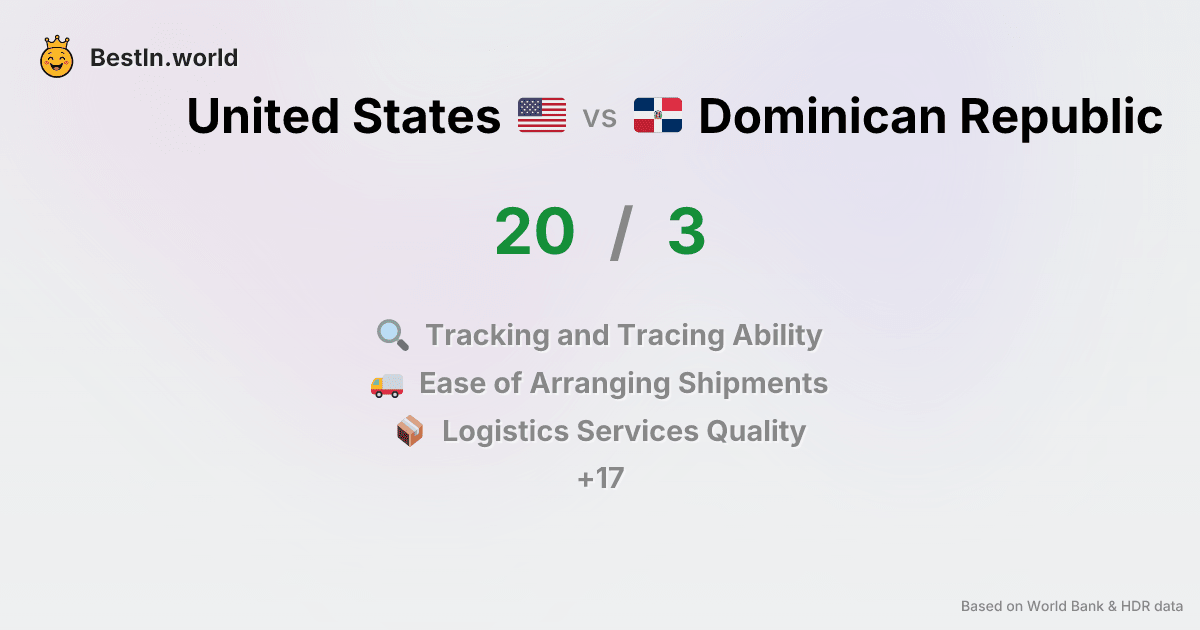 BestIn.world
United States vs Dominican Republic
20 / 3
Tracking and Tracing Ability
Ease of Arranging Shipments
Logistics Services Quality
+17
Based on World Bank & HDR data